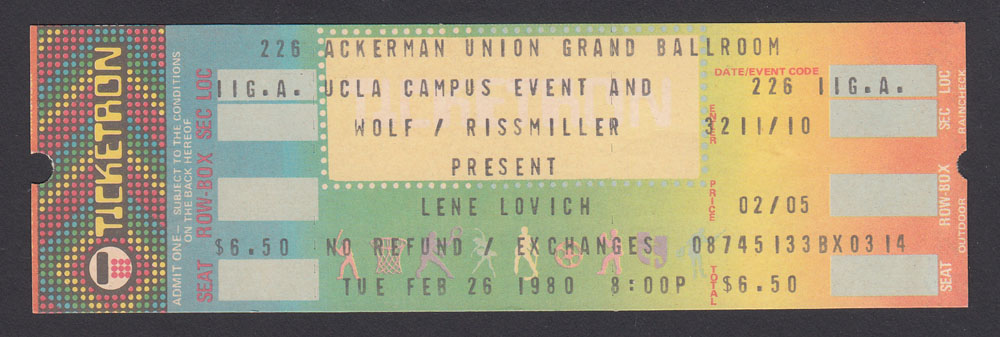 TICKETRON
ADMIT ONE— SUBJECT TO THE CONDITIONS
ON THE BACK HEREOF
SEAT ROW-BOX SEC LOC
226 ACKERMAN UNION GRAND BALLROOM
DATE/EVENT CODE
IIG.A. UCLA CAMPUS EVENT AND 226 IIG.A.
WOLF / RISSMILLER 3211/10
EVENT
PRESENT
PRICE
LENE LOVICH 02/05
$6.50 NO REFUND / EXCHANGES 08745133BX0314
TOTAL
TUE FEB 26 1980 8:00P $6.50
SEAT ROW-BOX SEC LOC
OUTDOOR RAINCHECK